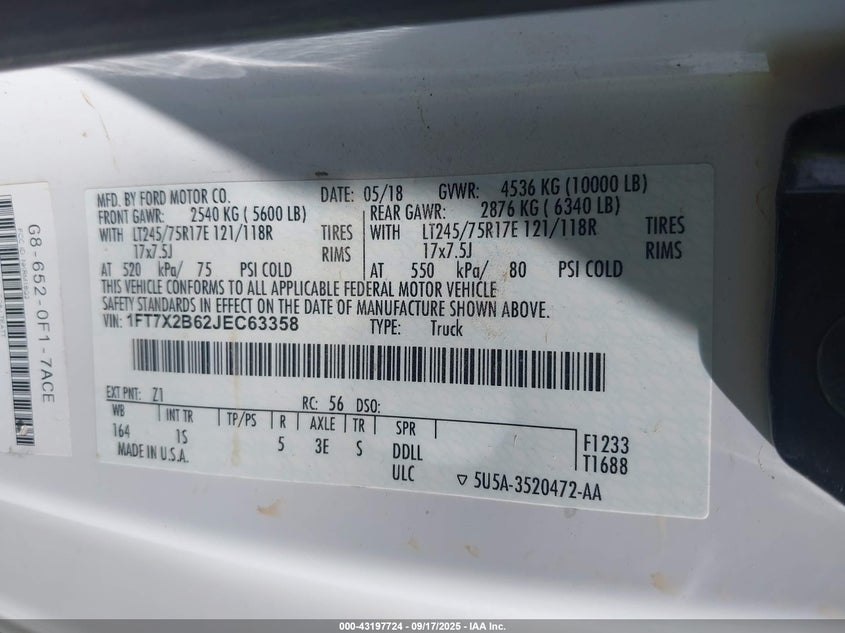 MFD. BY FORD MOTOR CO. DATE: 05/18 GVWR: 4536 KG (10000 LB)
FRONT GAWR: 2540 KG ( 5600 LB) REAR GAWR: 2876 KG ( 6340 LB)
WITH LT245/75R17E 121/118R TIRES WITH LT245/75R17E 121/118R TIRES
17x7.5J RIMS 17x7.5J RIMS
AT 520 kPa/ 75 PSI COLD AT 550 kPa/ 80 PSI COLD
THIS VEHICLE CONFORMS TO ALL APPLICABLE FEDERAL MOTOR VEHICLE
SAFETY STANDARDS IN EFFECT ON THE DATE OF MANUFACTURE SHOWN ABOVE.
VIN: 1FT7X2B62JEC63358 TYPE: Truck
EXT PNT: Z1 RC: 56 DSO:
WB INT TR TP/PS R AXLE TR SPR
164 1S 5 3E S DDLL
ULC
F1233
T1688
MADE IN U.S.A.
▽ 5U5A-3520472-AA
G8-652-0F1-7ACE
000-43197724 - 09/17/2025 - IAA Inc.